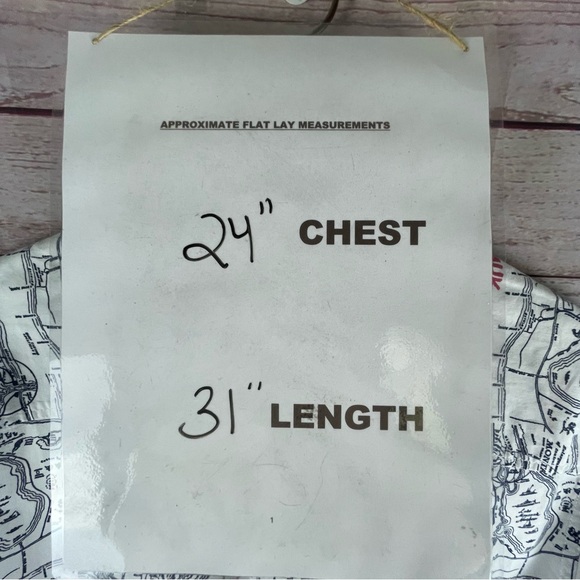 APPROXIMATE FLAT LAY MEASUREMENTS
24" CHEST
31" LENGTH